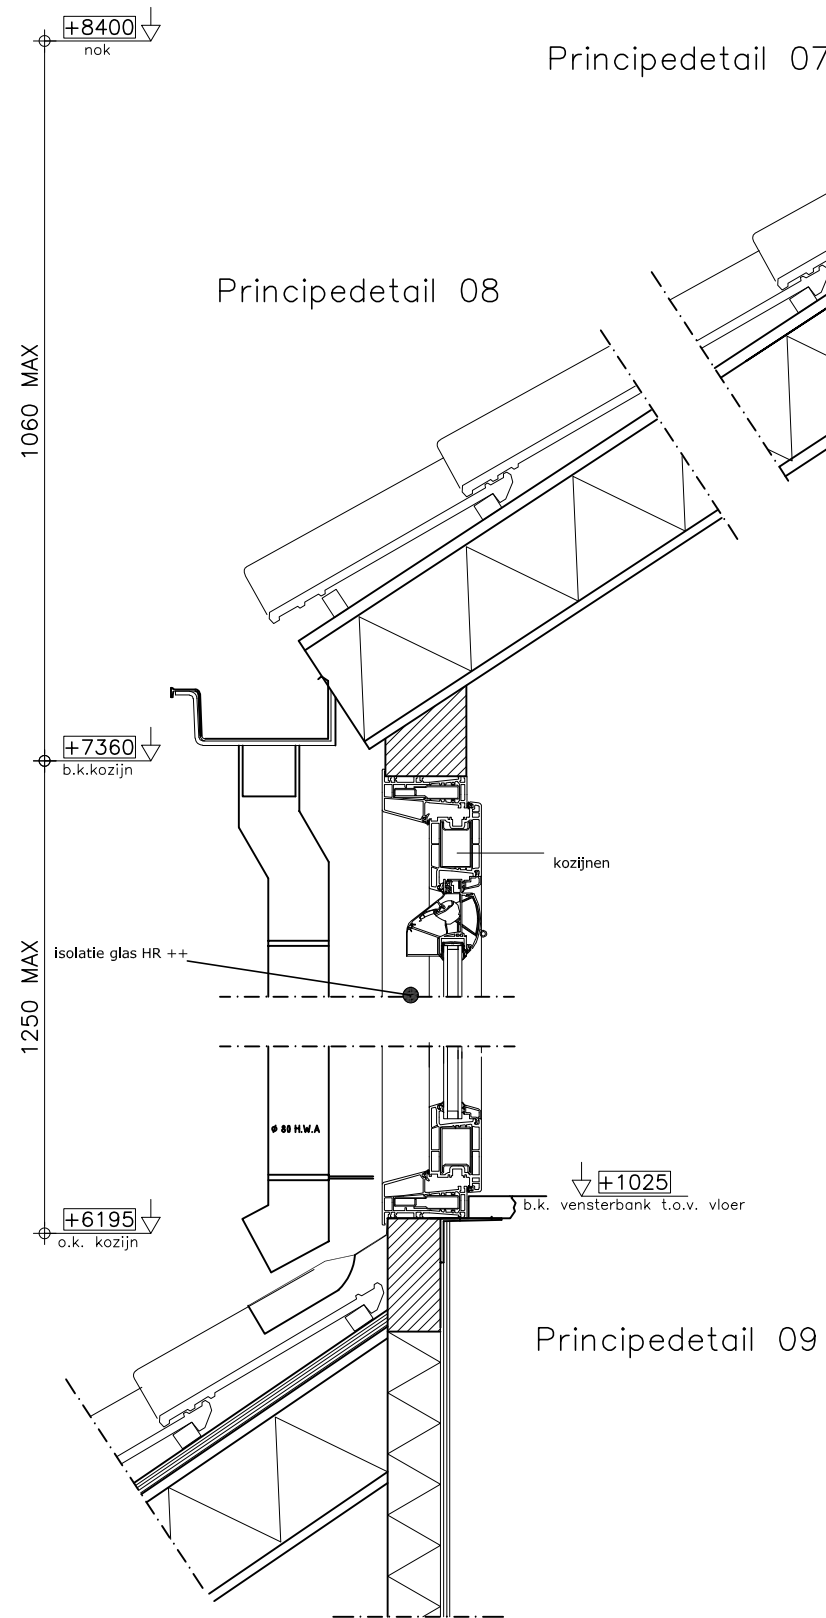 +8400
nok
Principedetail 07
Principedetail 08
1060 MAX
+7360
b.k.kozijn
kozijnen
isolatie glas HR ++
1250 MAX
ø 80 H.W.A
+1025
b.k. vensterbank t.o.v. vloer
+6195
o.k. kozijn
Principedetail 09